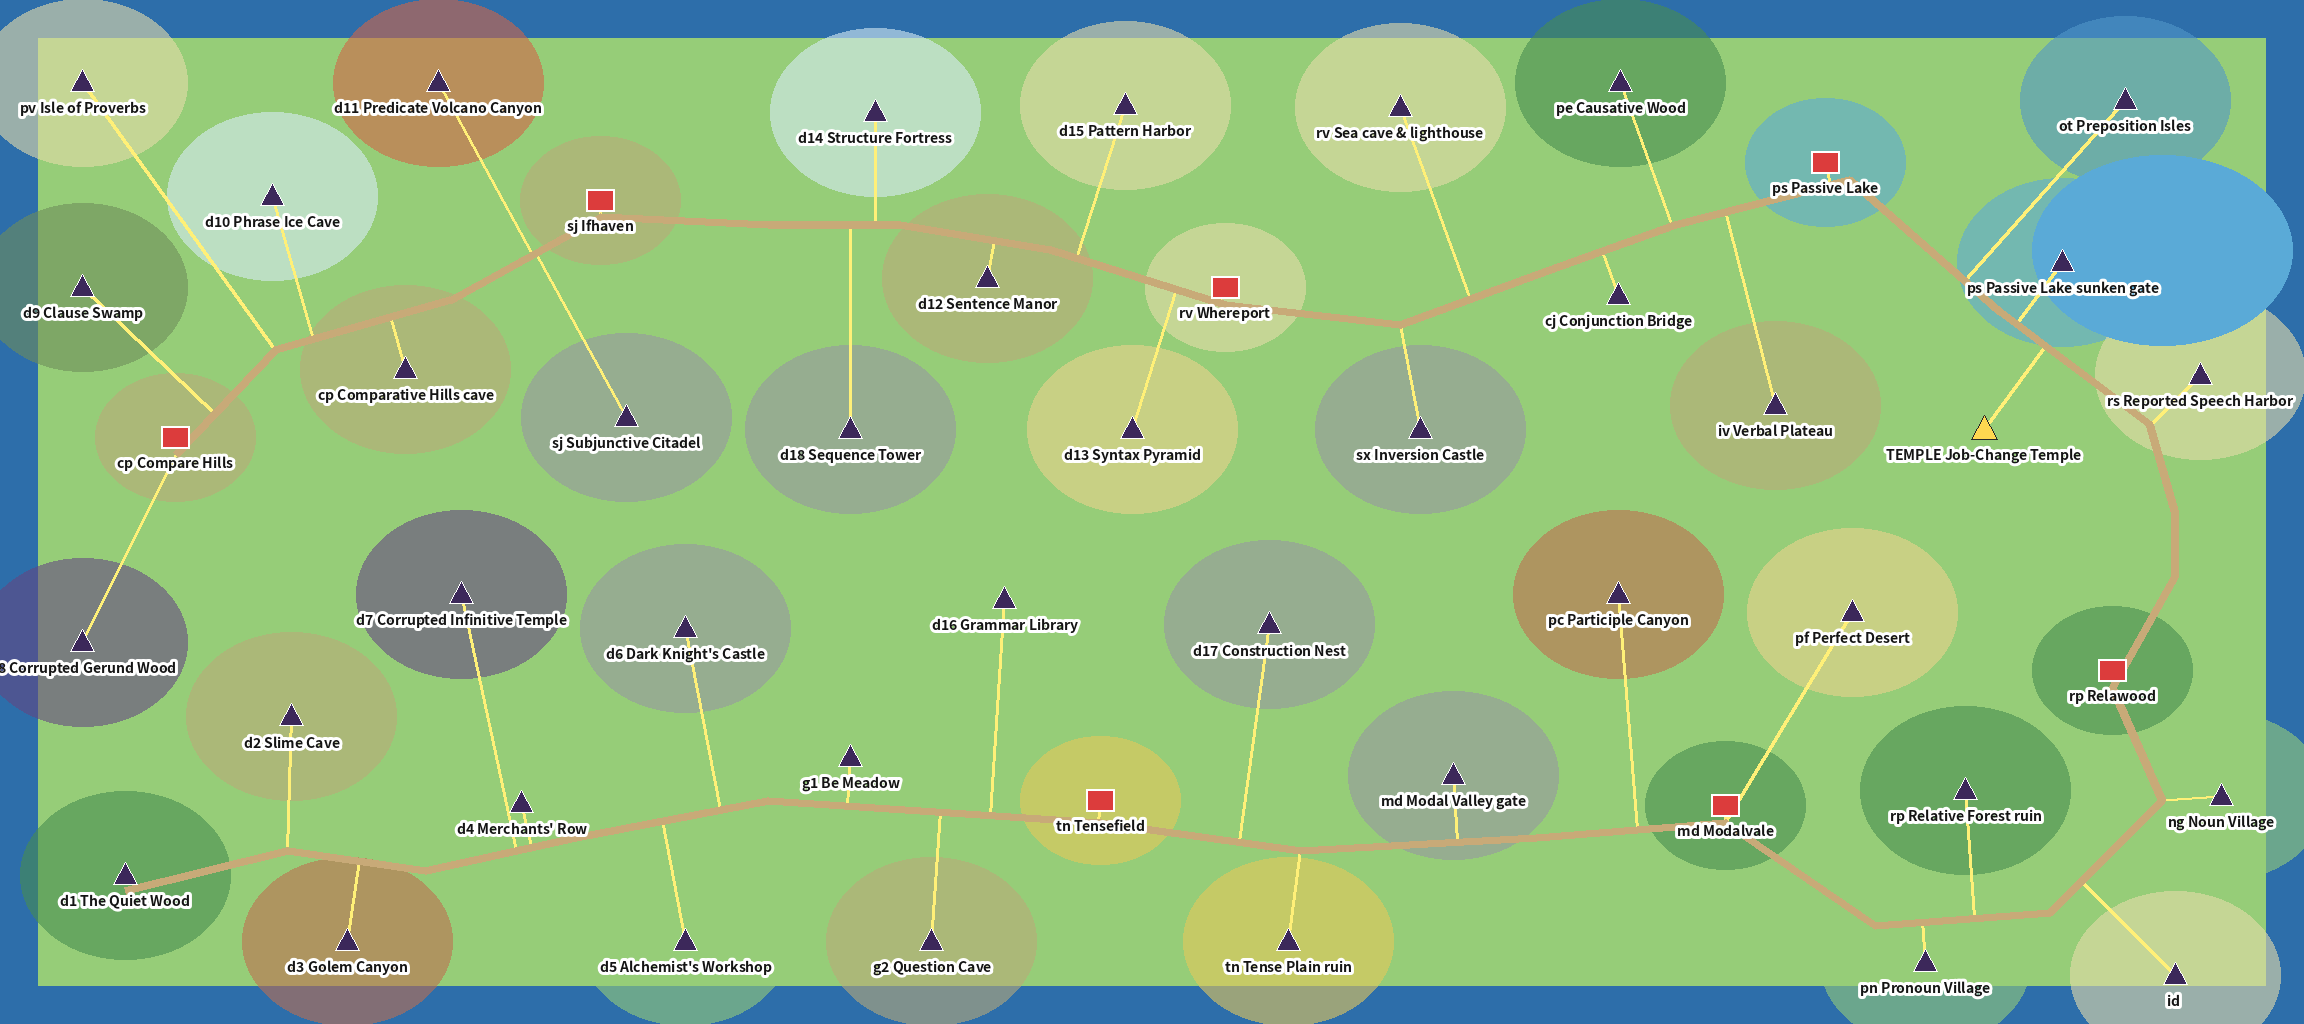 pv Isle of Proverbs
d11 Predicate Volcano Canyon
d14 Structure Fortress
d15 Pattern Harbor
rv Sea cave & lighthouse
pe Causative Wood
ot Preposition Isles
d10 Phrase Ice Cave
sj Ifhaven
ps Passive Lake
d9 Clause Swamp
d12 Sentence Manor
rv Whereport
cj Conjunction Bridge
ps Passive Lake sunken gate
cp Comparative Hills cave
rs Reported Speech Harbor
cp Compare Hills
sj Subjunctive Citadel
d18 Sequence Tower
d13 Syntax Pyramid
sx Inversion Castle
iv Verbal Plateau
TEMPLE Job-Change Temple
8 Corrupted Gerund Wood
d7 Corrupted Infinitive Temple
d6 Dark Knight's Castle
d16 Grammar Library
d17 Construction Nest
pc Participle Canyon
pf Perfect Desert
rp Relawood
d2 Slime Cave
g1 Be Meadow
d4 Merchants' Row
tn Tensefield
md Modal Valley gate
md Modalvale
rp Relative Forest ruin
ng Noun Village
d1 The Quiet Wood
d3 Golem Canyon
d5 Alchemist's Workshop
g2 Question Cave
tn Tense Plain ruin
pn Pronoun Village
id